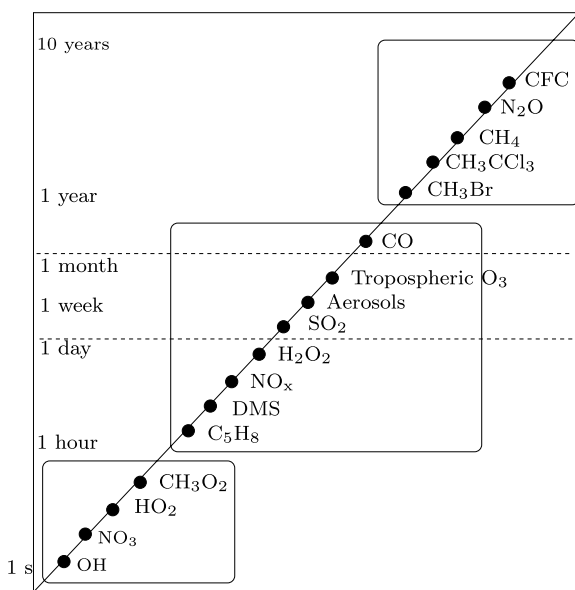 10 years
CFC
N₂O
CH₄
CH₃CCl₃
1 year
CH₃Br
CO
1 month
Tropospheric O₃
1 week
Aerosols
SO₂
1 day
H₂O₂
NOₓ
DMS
C₅H₈
1 hour
CH₃O₂
HO₂
NO₃
1 s
OH